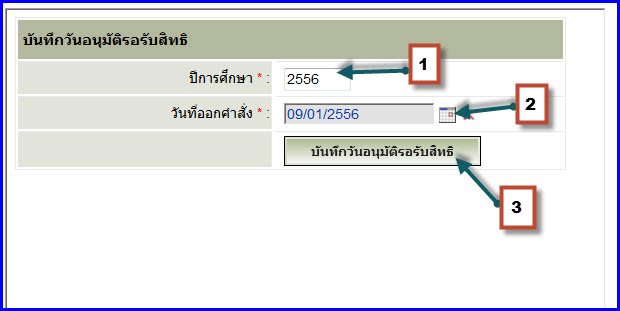 บันทึกวันอนุมัติรอรับสิทธิ
ปีการศึกษา * : 2556
1
วันที่ออกคำสั่ง * : 09/01/2556
2
บันทึกวันอนุมัติรอรับสิทธิ
3